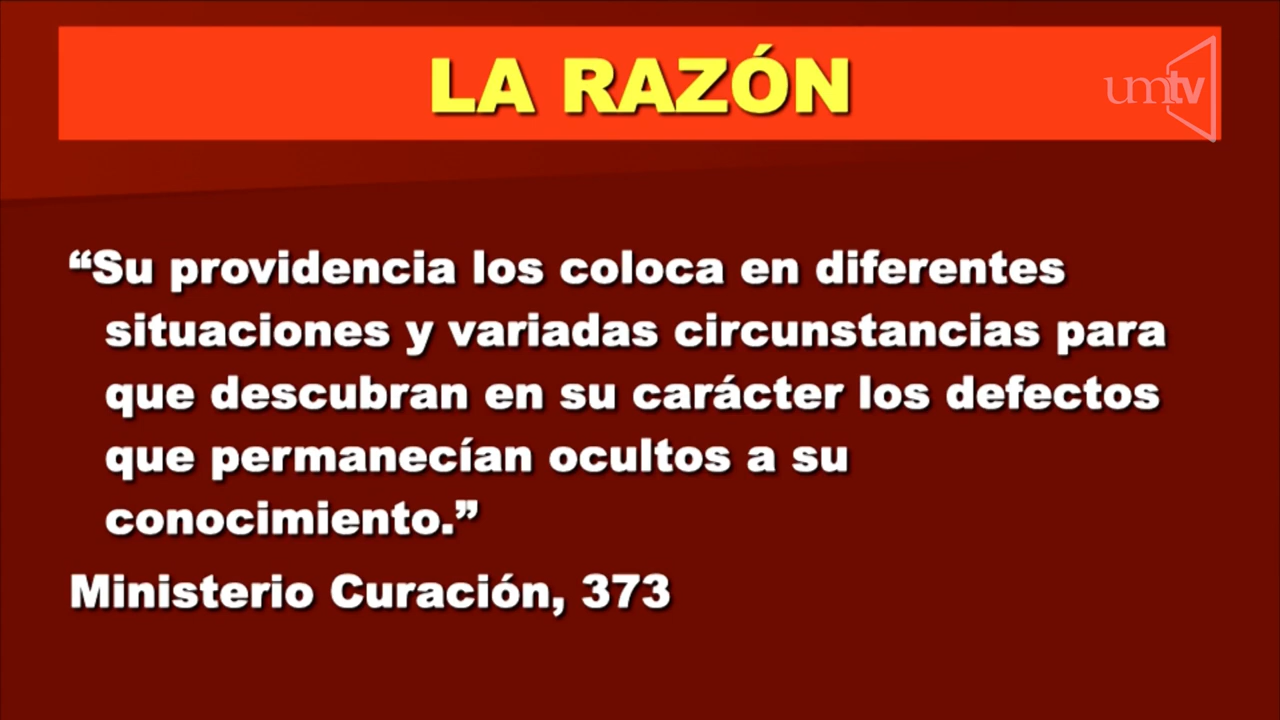 LA RAZÓN
umtv
“Su providencia los coloca en diferentes
situaciones y variadas circunstancias para
que descubran en su carácter los defectos
que permanecían ocultos a su
conocimiento.”
Ministerio Curación, 373